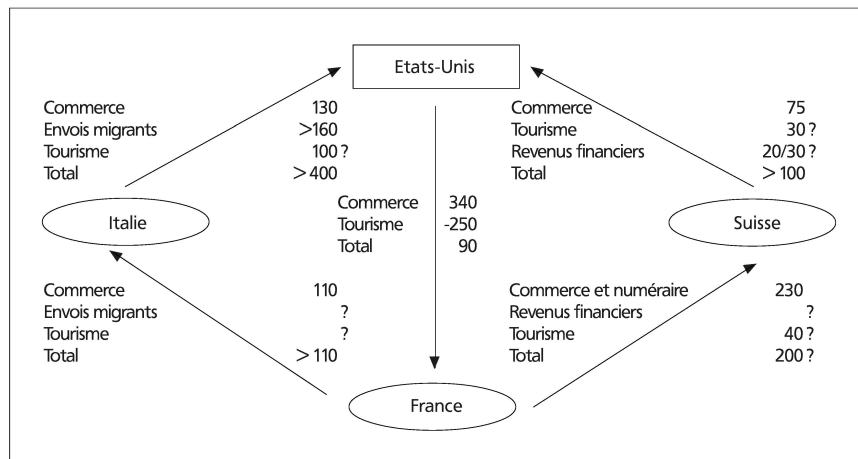 Etats-Unis
Commerce 130
Envois migrants >160
Tourisme 100 ?
Total > 400
Commerce 75
Tourisme 30 ?
Revenus financiers 20/30 ?
Total > 100
Italie
Commerce 340
Tourisme -250
Total 90
Suisse
Commerce 110
Envois migrants ?
Tourisme ?
Total > 110
Commerce et numéraire 230
Revenus financiers ?
Tourisme 40 ?
Total 200 ?
France